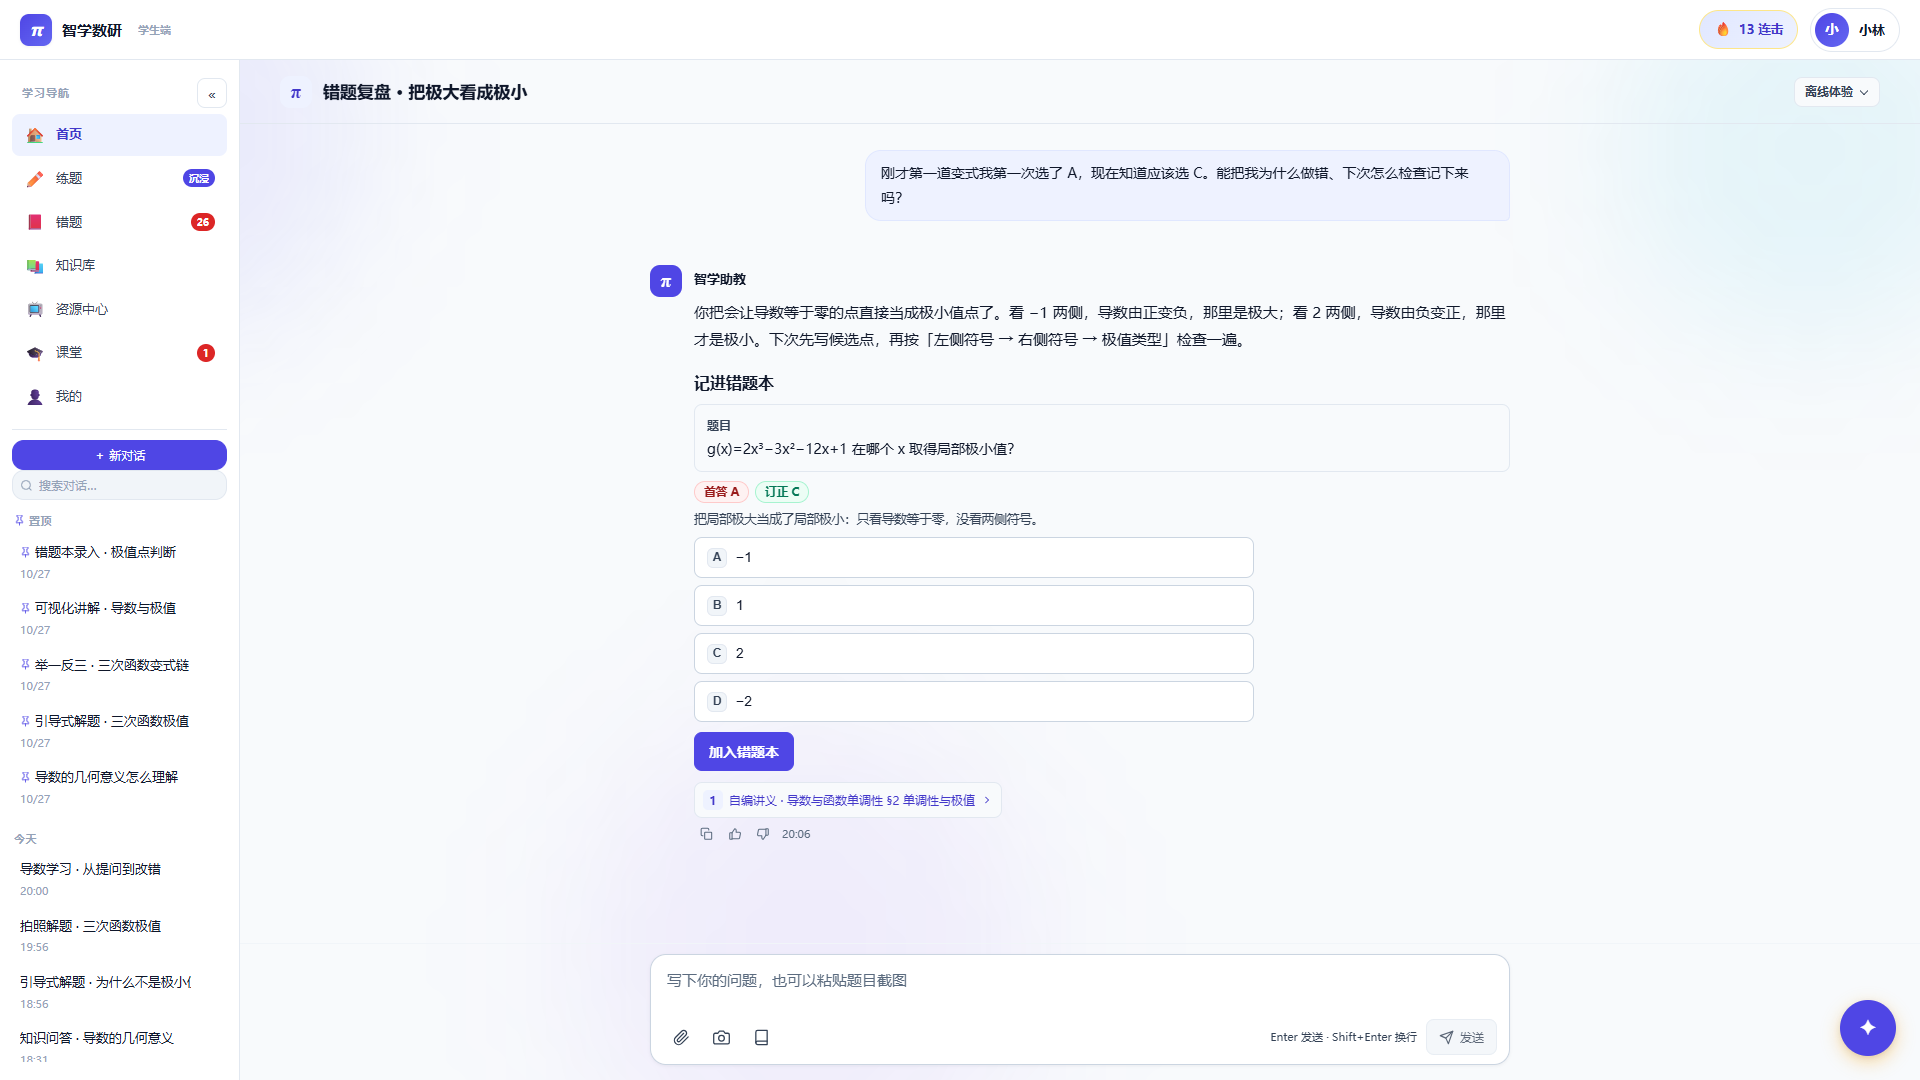 π 智学数研 学生端
13 连击
小 小林
学习导航 «
首页
练题 沉浸
错题 26
知识库
资源中心
课堂 1
我的
+ 新对话
搜索对话...
置顶
错题本录入 · 极值点判断
10/27
可视化讲解 · 导数与极值
10/27
举一反三 · 三次函数变式链
10/27
引导式解题 · 三次函数极值
10/27
导数的几何意义怎么理解
10/27
今天
导数学习 · 从提问到改错
20:00
拍照解题 · 三次函数极值
19:56
引导式解题 · 为什么不是极小
18:56
知识问答 · 导数的几何意义
18:31
π 错题复盘 · 把极大看成极小
离线体验
刚才第一道变式我第一次选了 A，现在知道应该选 C。能把我为什么做错、下次怎么检查记下来
吗？
π 智学助教
你把会让导数等于零的点直接当成极小值点了。看 −1 两侧，导数由正变负，那里是极大；看 2 两侧，导数由负变正，那里
才是极小。下次先写候选点，再按「左侧符号 → 右侧符号 → 极值类型」检查一遍。
记进错题本
题目
g(x)=2x³−3x²−12x+1 在哪个 x 取得局部极小值？
首答 A 订正 C
把局部极大当成了局部极小：只看导数等于零，没看两侧符号。
A −1
B 1
C 2
D −2
加入错题本
1 自编讲义 · 导数与函数单调性 §2 单调性与极值
20:06
写下你的问题，也可以粘贴题目截图
Enter 发送 · Shift+Enter 换行 发送